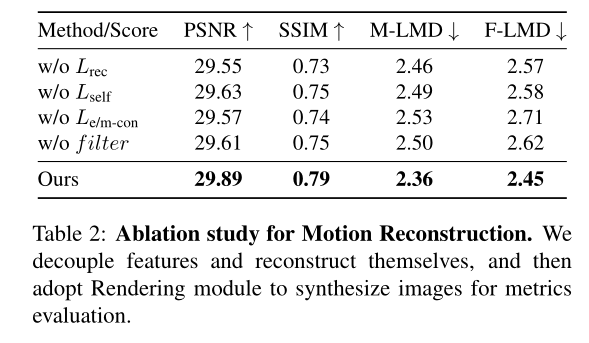 Method/Score PSNR ↑ SSIM ↑ M-LMD ↓ F-LMD ↓
w/o L_rec 29.55 0.73 2.46 2.57
w/o L_self 29.63 0.75 2.49 2.58
w/o L_e/m-con 29.57 0.74 2.53 2.71
w/o filter 29.61 0.75 2.50 2.62
Ours 29.89 0.79 2.36 2.45
Table 2: Ablation study for Motion Reconstruction. We
decouple features and reconstruct themselves, and then
adopt Rendering module to synthesize images for metrics
evaluation.